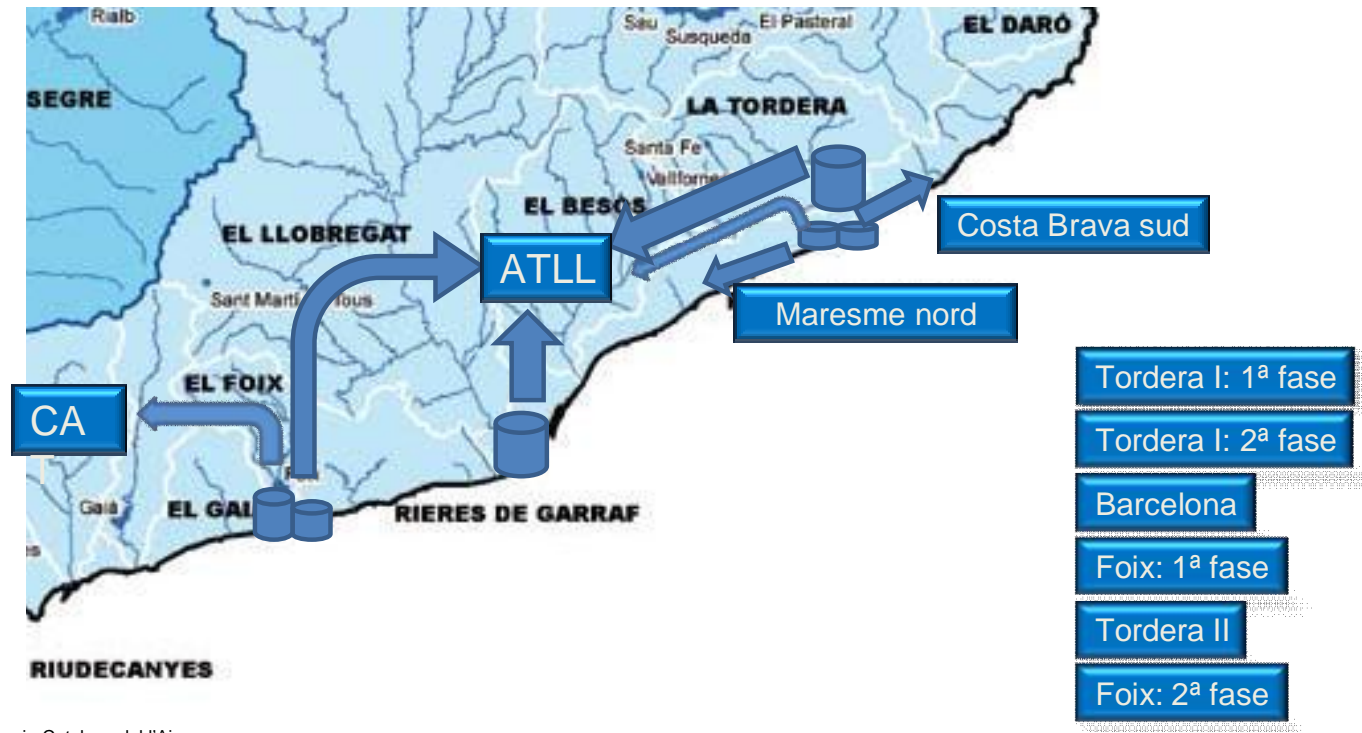 Rialb
Sau
Susqueda
El Pasteral
EL DARÓ
SEGRE
LA TORDERA
Santa Fe
EL BESÒS
EL LLOBREGAT
Costa Brava sud
ATLL
Sant Martí
Tous
Maresme nord
EL FOIX
Tordera I: 1ª fase
CA
Tordera I: 2ª fase
Barcelona
Gaià
EL
RIERES DE GARRAF
Foix: 1ª fase
Tordera II
RIUDECANYES
Foix: 2ª fase